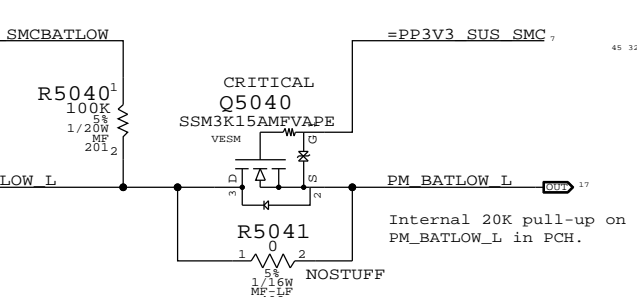 SMCBATLOW
=PP3V3_SUS_SMC 7
45 32
R5040 1
100K
5%
1/20W
MF
201 2
CRITICAL
Q5040
SSM3K15AMFVAPE
VESM
G
D
S
3
2
LOW_L
PM_BATLOW_L
OUT 17
Internal 20K pull-up on
PM_BATLOW_L in PCH.
R5041
0
1
2
5%
1/16W
MF-LF
NOSTUFF